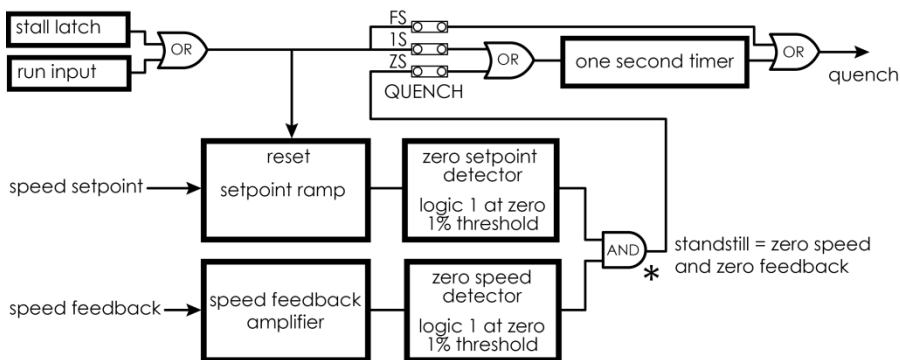 stall latch
run input
OR
FS
1S
ZS
QUENCH
OR
one second timer
OR
quench
speed setpoint
reset
setpoint ramp
zero setpoint
detector
logic 1 at zero
1% threshold
AND
*
standstill = zero speed
and zero feedback
speed feedback
speed feedback
amplifier
zero speed
detector
logic 1 at zero
1% threshold